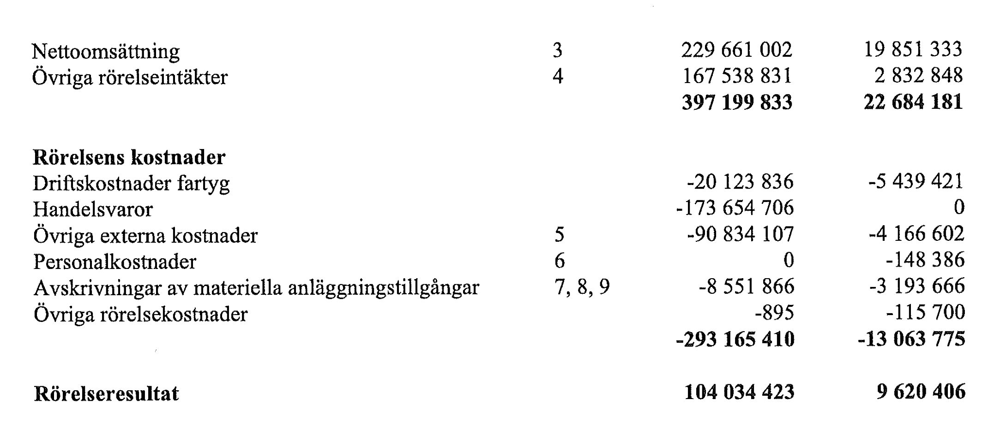 Nettoomsättning 3 229 661 002 19 851 333
Övriga rörelseintäkter 4 167 538 831 2 832 848
397 199 833 22 684 181
Rörelsens kostnader
Driftskostnader fartyg -20 123 836 -5 439 421
Handelsvaror -173 654 706 0
Övriga externa kostnader 5 -90 834 107 -4 166 602
Personalkostnader 6 0 -148 386
Avskrivningar av materiella anläggningstillgångar 7, 8, 9 -8 551 866 -3 193 666
Övriga rörelsekostnader -895 -115 700
-293 165 410 -13 063 775
Rörelseresultat 104 034 423 9 620 406